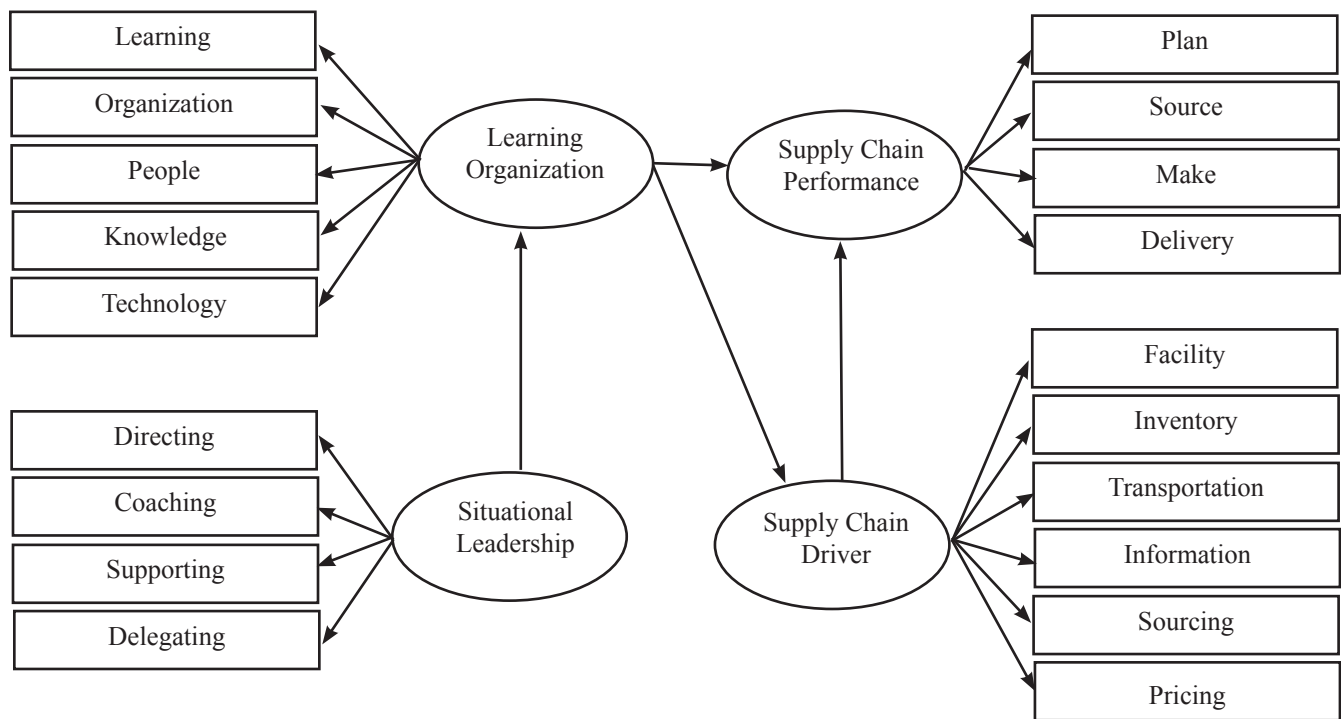 Learning
Organization
People
Knowledge
Technology
Learning
Organization
Supply Chain
Performance
Plan
Source
Make
Delivery
Directing
Coaching
Supporting
Delegating
Situational
Leadership
Supply Chain
Driver
Facility
Inventory
Transportation
Information
Sourcing
Pricing